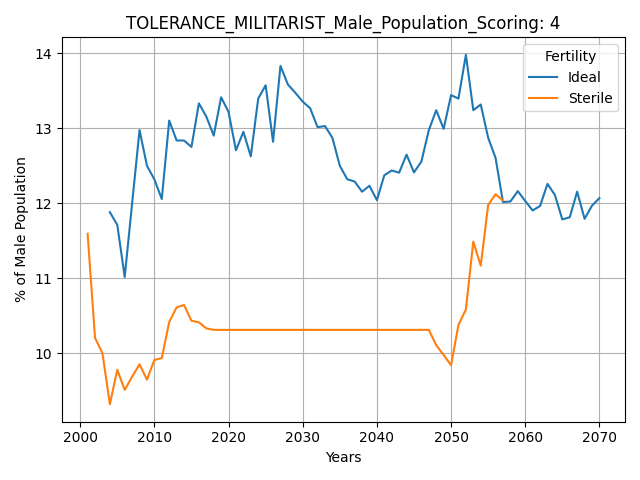 TOLERANCE_MILITARIST_Male_Population_Scoring: 4
Fertility
Ideal
Sterile
% of Male Population
14
13
12
11
10
2000 2010 2020 2030 2040 2050 2060 2070
Years